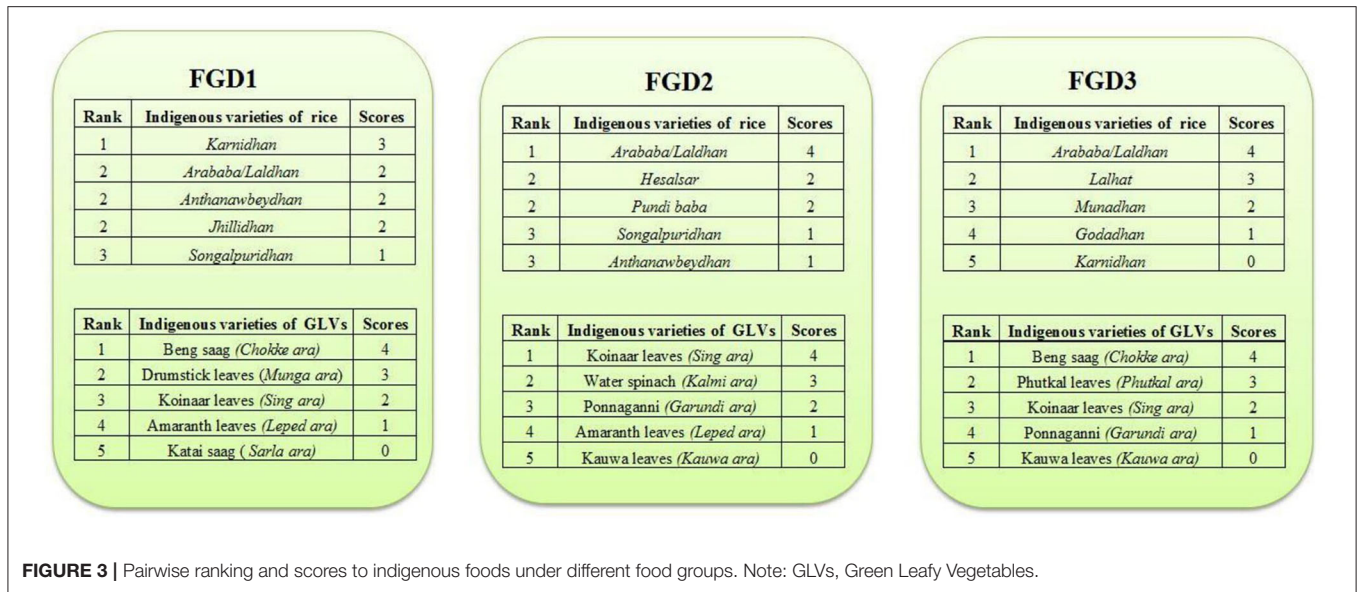 FGD1
Rank Indigenous varieties of rice Scores
1 Karnidhan 3
2 Arababa/Laldhan 2
2 Anthanawbeydhan 2
2 Jhillidhan 2
3 Songalpuridhan 1
Rank Indigenous varieties of GLVs Scores
1 Beng saag (Chokke ara) 4
2 Drumstick leaves (Munga ara) 3
3 Koinaar leaves (Sing ara) 2
4 Amaranth leaves (Leped ara) 1
5 Katai saag ( Sarla ara) 0
FGD2
Rank Indigenous varieties of rice Scores
1 Arababa/Laldhan 4
2 Hesalsar 2
2 Pundi baba 2
3 Songalpuridhan 1
3 Anthanawbeydhan 1
Rank Indigenous varieties of GLVs Scores
1 Koinaar leaves (Sing ara) 4
2 Water spinach (Kalmi ara) 3
3 Ponnaganni (Garundi ara) 2
4 Amaranth leaves (Leped ara) 1
5 Kauwa leaves (Kauwa ara) 0
FGD3
Rank Indigenous varieties of rice Scores
1 Arababa/Laldhan 4
2 Lalhat 3
3 Munadhan 2
4 Godadhan 1
5 Karnidhan 0
Rank Indigenous varieties of GLVs Scores
1 Beng saag (Chokke ara) 4
2 Phutkal leaves (Phutkal ara) 3
3 Koinaar leaves (Sing ara) 2
4 Ponnaganni (Garundi ara) 1
5 Kauwa leaves (Kauwa ara) 0
FIGURE 3 | Pairwise ranking and scores to indigenous foods under different food groups. Note: GLVs, Green Leafy Vegetables.